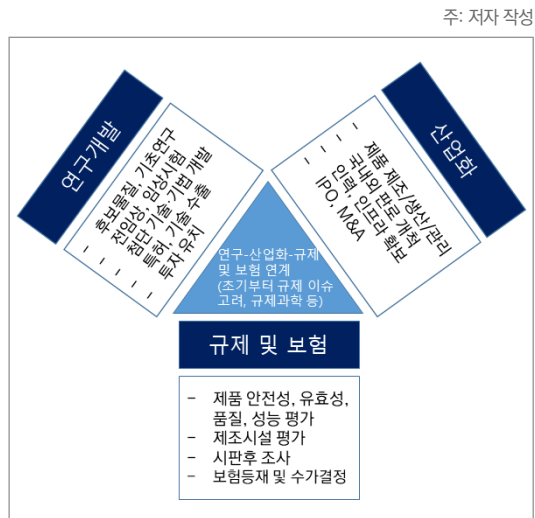 주: 저자 작성
연구개발
- 후보물질, 기초연구
- 전임상, 임상시험
- 첨단 기술·기법 개발
- 특허, 기술 수출
- 투자 유치
산업화
- 제품 제조/생산/관리
- 국내외 판로 개척
- 인력, 인프라 확보
- IPO, M&A
연구-산업화-규제
및 보험 연계
(초기부터 규제 이슈
고려, 규제과학 등)
규제 및 보험
- 제품 안전성, 유효성,
품질, 성능 평가
- 제조시설 평가
- 시판후 조사
- 보험등재 및 수가결정